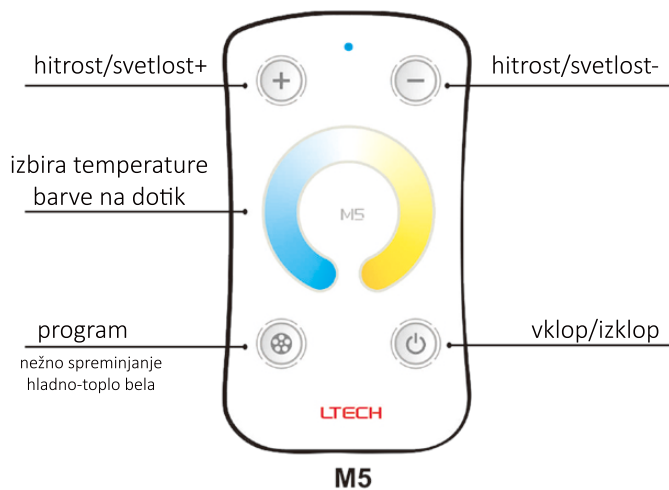 hitrost/svetlost+
hitrost/svetlost-
izbira temperature
barve na dotik
M5
program
nežno spreminjanje
hladno-toplo bela
vklop/izklop
LTECH
M5